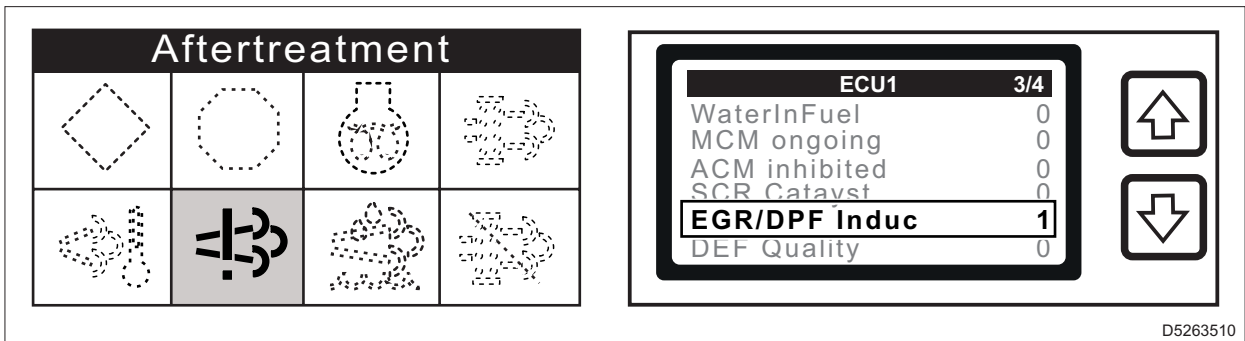 Aftertreatment
ECU1 3/4
WaterInFuel 0
MCM ongoing 0
ACM inhibited 0
SCR Catayst 0
EGR/DPF Induc 1
DEF Quality 0
D5263510